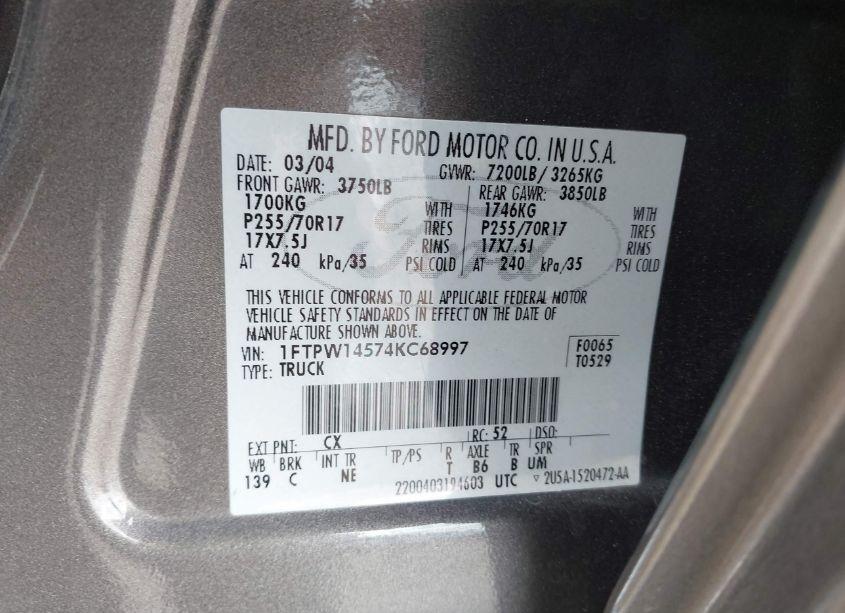 MFD. BY FORD MOTOR CO. IN U.S.A.
DATE: 03/04 GVWR: 7200LB/ 3265KG
FRONT GAWR: 3750LB REAR GAWR: 3850LB
1700KG WITH 1746KG WITH
P255/70R17 TIRES P255/70R17 TIRES
17X7.5J RIMS 17X7.5J RIMS
AT 240 kPa/35 PSI COLD AT 240 kPa/35 PSI COLD
Ford
THIS VEHICLE CONFORMS TO ALL APPLICABLE FEDERAL MOTOR
VEHICLE SAFETY STANDARDS IN EFFECT ON THE DATE OF
MANUFACTURE SHOWN ABOVE.
VIN: 1FTPW14574KC68997 F0065
TYPE: TRUCK T0529
EXT PNT: CX RC: 52 DSO:
WB BRK INT TR TP/PS R AXLE TR SPR
139 C NE T B6 B UM
2200403194603 UTC ▽ 2U5A-1520472-AA